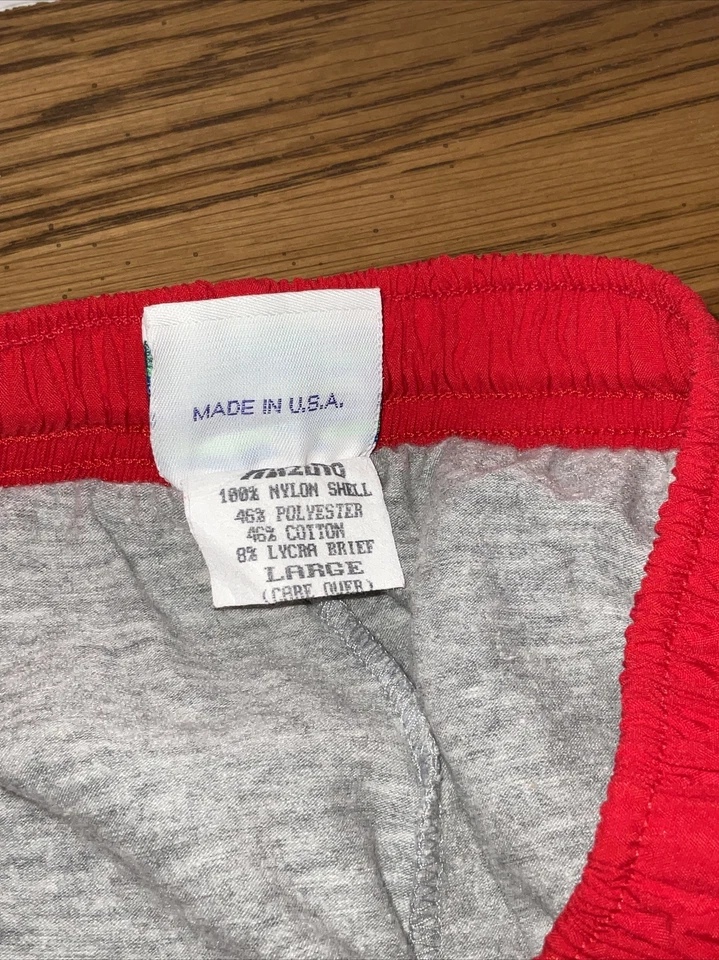 MADE IN U.S.A.
MIZUNO
100% NYLON SHELL
46% POLYESTER
46% COTTON
8% LYCRA BRIEF
LARGE
(CARE OVER)